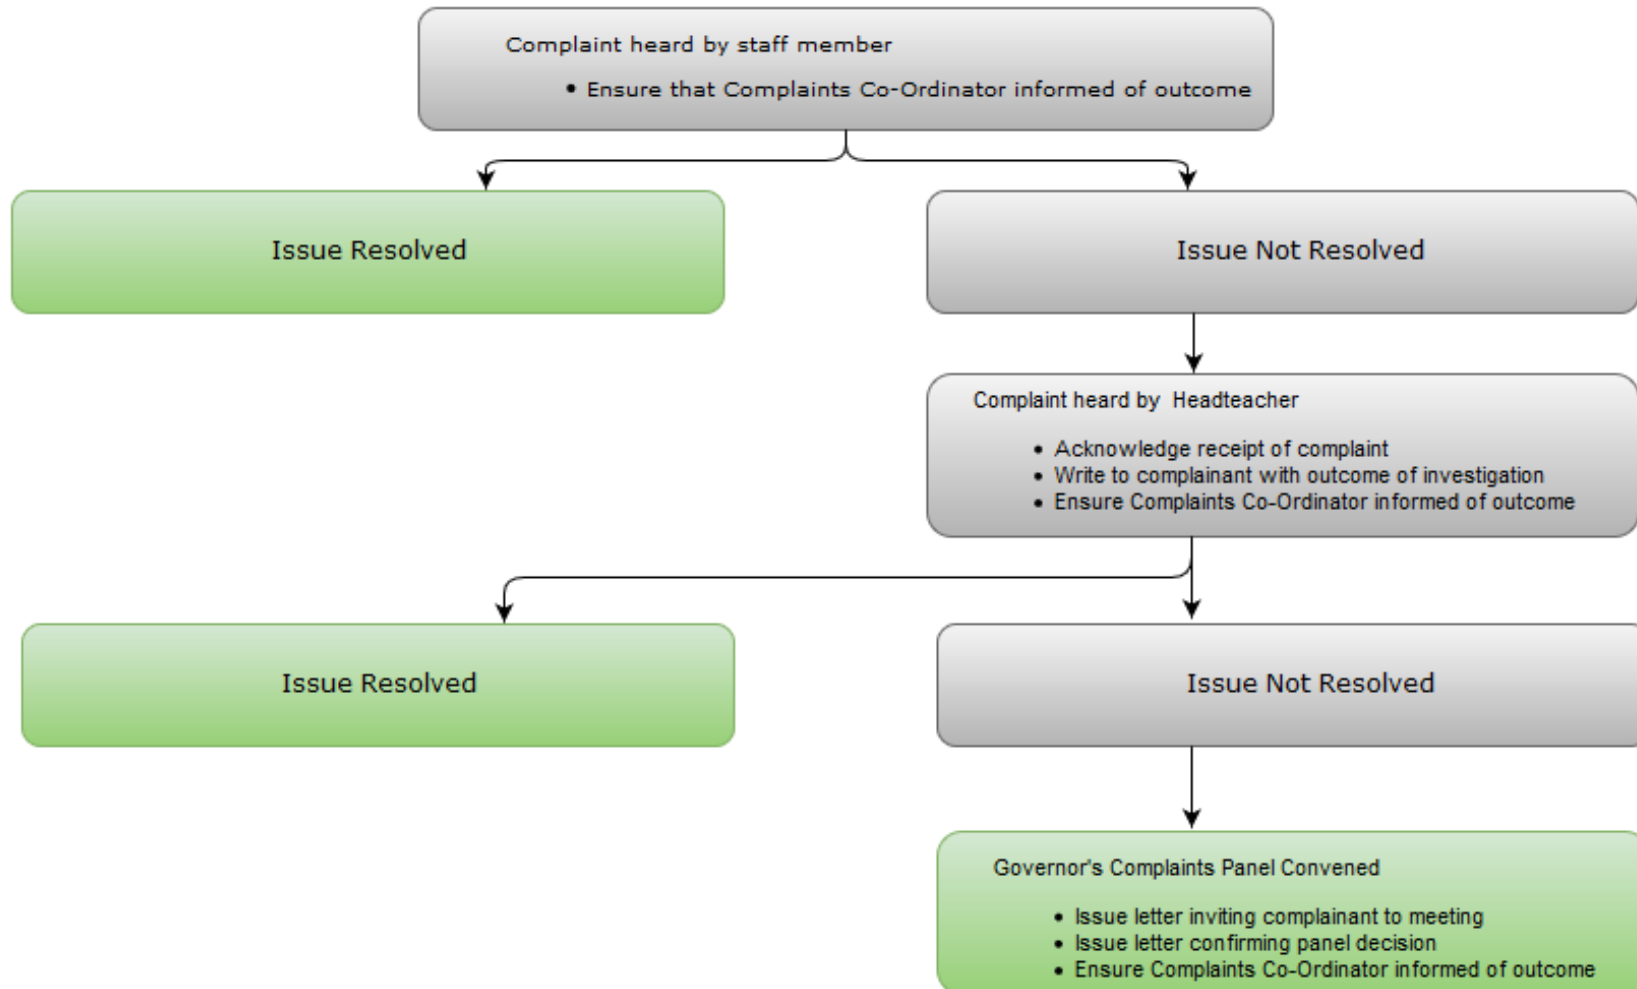 Complaint heard by staff member
• Ensure that Complaints Co-Ordinator informed of outcome
Issue Resolved
Issue Not Resolved
Complaint heard by Headteacher
• Acknowledge receipt of complaint
• Write to complainant with outcome of investigation
• Ensure Complaints Co-Ordinator informed of outcome
Issue Resolved
Issue Not Resolved
Governor's Complaints Panel Convened
• Issue letter inviting complainant to meeting
• Issue letter confirming panel decision
• Ensure Complaints Co-Ordinator informed of outcome